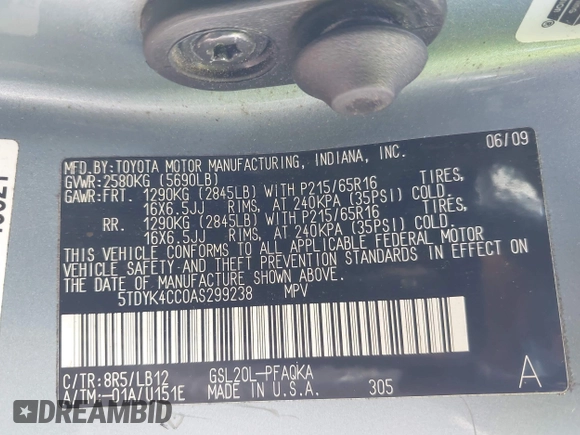 MFD.BY: TOYOTA MOTOR MANUFACTURING, INDIANA, INC. 06/09
GVWR: 2580KG (5690LB)
GAWR: FRT. 1290KG (2845LB) WITH P215/65R16 TIRES,
16X6.5JJ RIMS, AT 240KPA (35PSI) COLD.
RR. 1290KG (2845LB) WITH P215/65R16 TIRES,
16X6.5JJ RIMS, AT 240KPA (35PSI) COLD.
THIS VEHICLE CONFORMS TO ALL APPLICABLE FEDERAL MOTOR
VEHICLE SAFETY AND THEFT PREVENTION STANDARDS IN EFFECT ON
THE DATE OF MANUFACTURE SHOWN ABOVE.
5TDYK4CC0AS299238 MPV
C/TR: 8R5/LB12 GSL20L-PFAQKA
A/TM: -01A/U151E MADE IN U.S.A. 305 A
RIDESAFELY.COM